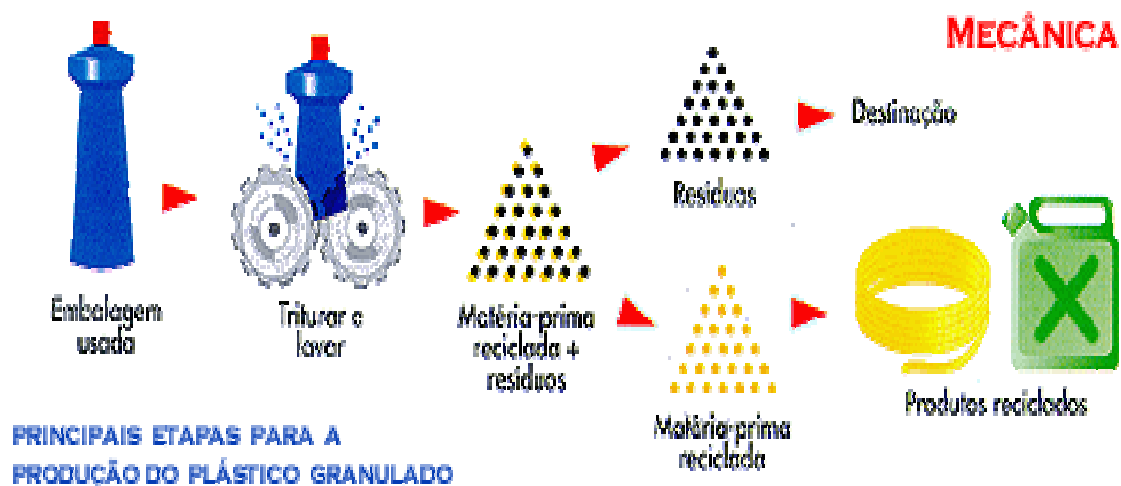 MECÂNICA
Embalagem
usada
Triturar e
lavar
Matéria-prima
reciclada +
resíduos
Resíduos
Destinação
Matéria-prima
reciclada
Produtos reciclados
PRINCIPAIS ETAPAS PARA A
PRODUÇÃO DO PLÁSTICO GRANULADO